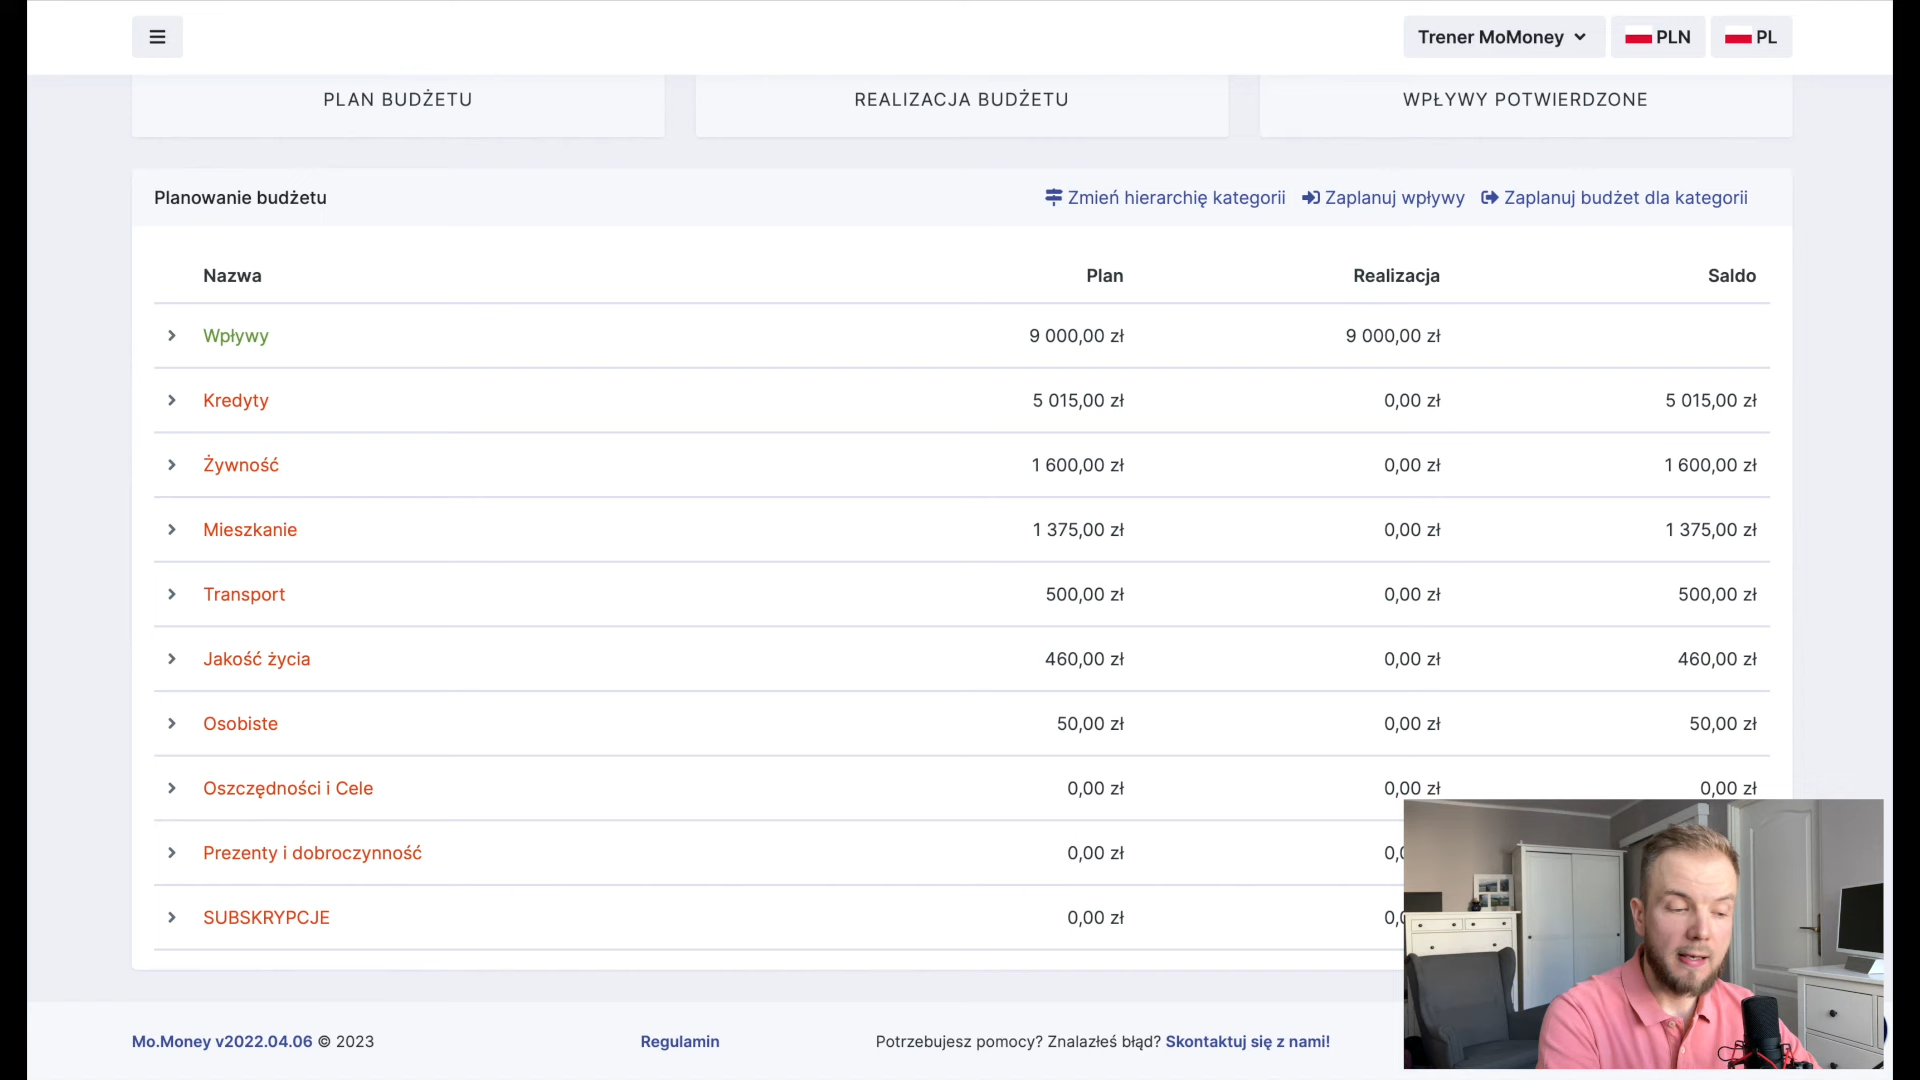 Trener MoMoney PLN PL
PLAN BUDŻETU REALIZACJA BUDŻETU WPŁYWY POTWIERDZONE
Planowanie budżetu Zmień hierarchię kategorii Zaplanuj wpływy Zaplanuj budżet dla kategorii
Nazwa Plan Realizacja Saldo
Wpływy 9 000,00 zł 9 000,00 zł
Kredyty 5 015,00 zł 0,00 zł 5 015,00 zł
Żywność 1 600,00 zł 0,00 zł 1 600,00 zł
Mieszkanie 1 375,00 zł 0,00 zł 1 375,00 zł
Transport 500,00 zł 0,00 zł 500,00 zł
Jakość życia 460,00 zł 0,00 zł 460,00 zł
Osobiste 50,00 zł 0,00 zł 50,00 zł
Oszczędności i Cele 0,00 zł 0,00 zł 0,00 zł
Prezenty i dobroczynność 0,00 zł
SUBSKRYPCJE 0,00 zł
Mo.Money v2022.04.06 © 2023 Regulamin Potrzebujesz pomocy? Znalazłeś błąd? Skontaktuj się z nami!